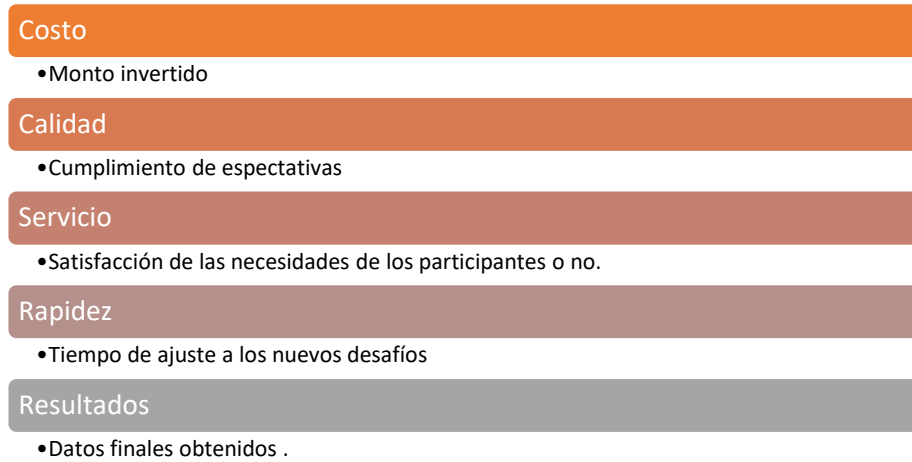 Costo
•Monto invertido
Calidad
•Cumplimiento de espectativas
Servicio
•Satisfacción de las necesidades de los participantes o no.
Rapidez
•Tiempo de ajuste a los nuevos desafíos
Resultados
•Datos finales obtenidos .